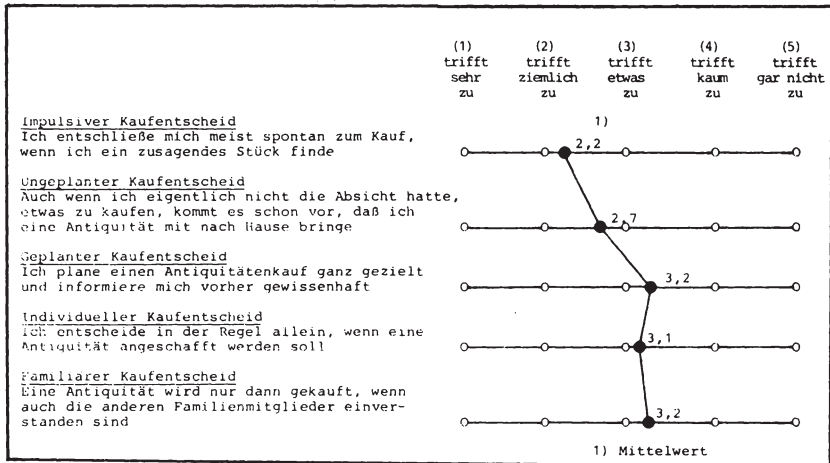 (1) (2) (3) (4) (5)
trifft trifft trifft trifft trifft
sehr ziemlich etwas kaum gar nicht
zu zu zu zu zu
Impulsiver Kaufentscheid
1)
Ich entschließe mich meist spontan zum Kauf,
wenn ich ein zusagendes Stück finde
2,2
Ungeplanter Kaufentscheid
Auch wenn ich eigentlich nicht die Absicht hatte,
etwas zu kaufen, kommt es schon vor, daß ich
eine Antiquität mit nach Hause bringe
2,7
Geplanter Kaufentscheid
Ich plane einen Antiquitätenkauf ganz gezielt
und informiere mich vorher gewissenhaft
3,2
Individueller Kaufentscheid
Ich entscheide in der Regel allein, wenn eine
Antiquität angeschafft werden soll
3,1
Familiärer Kaufentscheid
Eine Antiquität wird nur dann gekauft, wenn
auch die anderen Familienmitglieder einver-
standen sind
3,2
1) Mittelwert